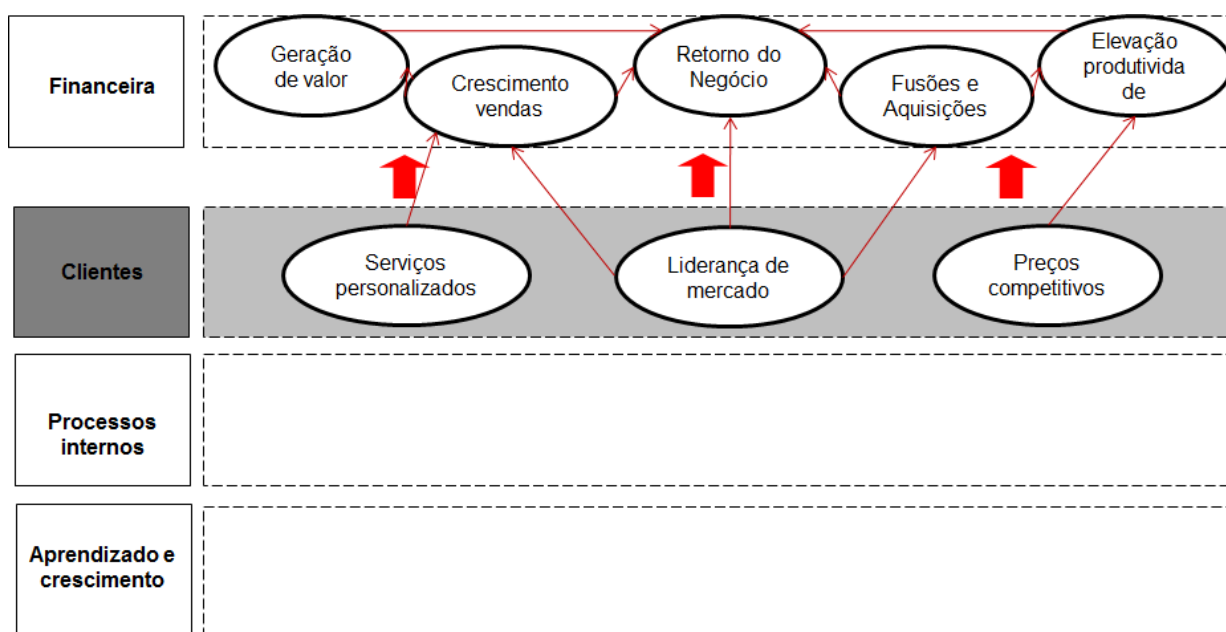 Financeira
Geração
de valor
Crescimento
vendas
Retorno do
Negócio
Fusões e
Aquisições
Elevação
produtivida
de
Clientes
Serviços
personalizados
Liderança de
mercado
Preços
competitivos
Processos
internos
Aprendizado e
crescimento